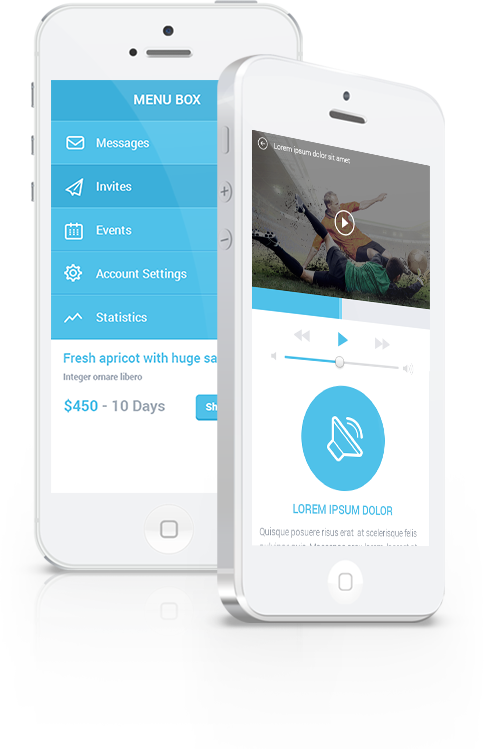 MENU BOX
Messages
Invites
Events
Account Settings
Statistics
Fresh apricot with huge sa
Integer ornare libero
$450 - 10 Days
Sh
Lorem ipsum dolor sit amet
LOREM IPSUM DOLOR
Quisque posuere risus erat, at scelerisque felis